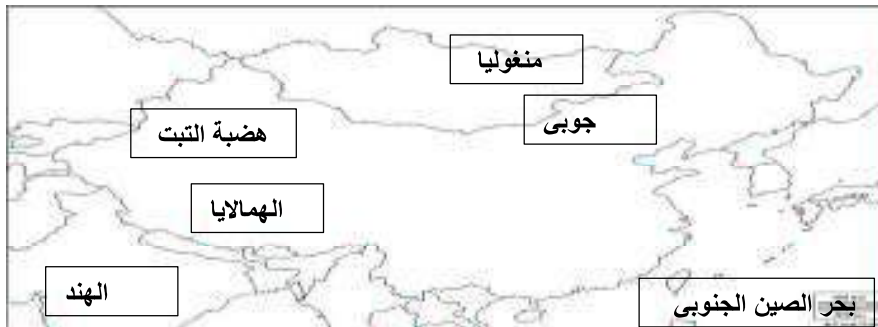 منغوليا
جوبى
هضبة التبت
الهمالايا
الهند
بحر الصين الجنوبى